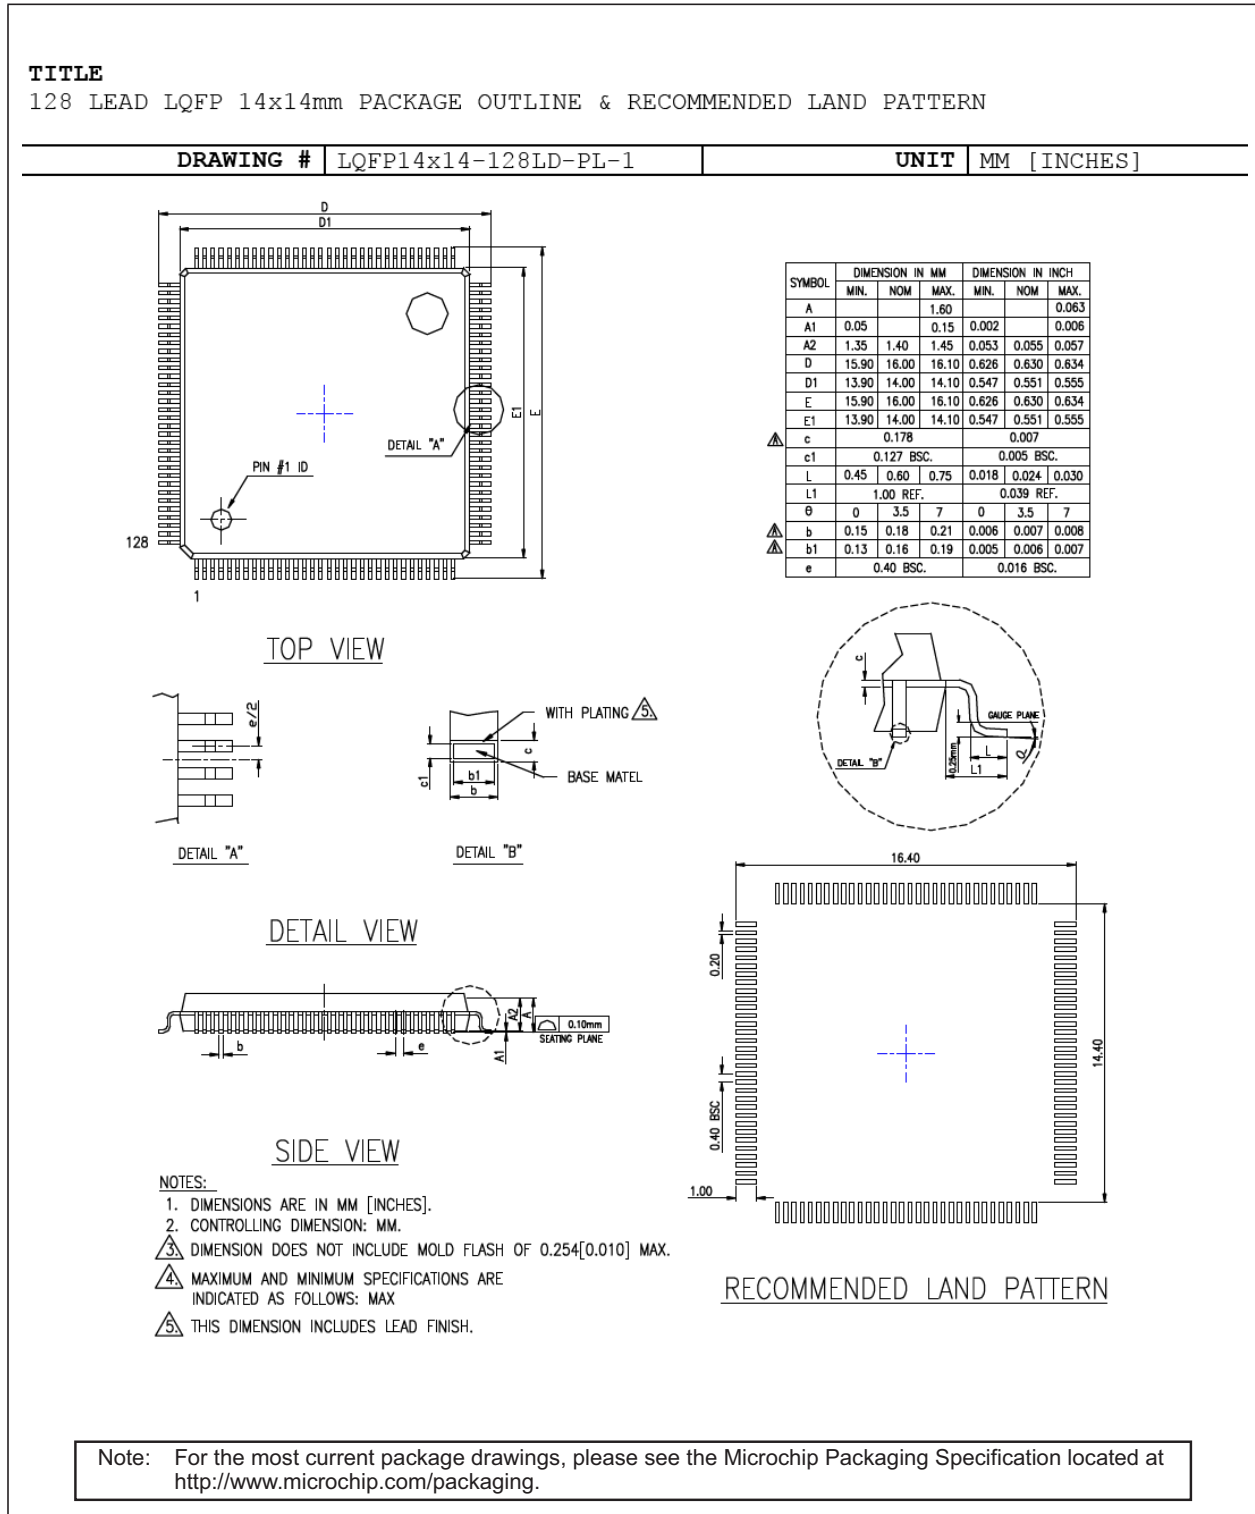 TITLE
128 LEAD LQFP 14x14mm PACKAGE OUTLINE & RECOMMENDED LAND PATTERN
DRAWING # LQFP14x14-128LD-PL-1 UNIT MM [INCHES]
D
D1
E1
E
DETAIL "A"
PIN #1 ID
128
1
TOP VIEW
SYMBOL DIMENSION IN MM DIMENSION IN INCH
MIN. NOM MAX. MIN. NOM MAX.
A 1.60 0.063
A1 0.05 0.15 0.002 0.006
A2 1.35 1.40 1.45 0.053 0.055 0.057
D 15.90 16.00 16.10 0.626 0.630 0.634
D1 13.90 14.00 14.10 0.547 0.551 0.555
E 15.90 16.00 16.10 0.626 0.630 0.634
E1 13.90 14.00 14.10 0.547 0.551 0.555
c 0.178 0.007
c1 0.127 BSC. 0.005 BSC.
L 0.45 0.60 0.75 0.018 0.024 0.030
L1 1.00 REF. 0.039 REF.
θ 0 3.5 7 0 3.5 7
b 0.15 0.18 0.21 0.006 0.007 0.008
b1 0.13 0.16 0.19 0.005 0.006 0.007
e 0.40 BSC. 0.016 BSC.
e/2
DETAIL "A"
WITH PLATING 5.
BASE MATEL
c1
c
b1
b
DETAIL "B"
DETAIL VIEW
c
GAUGE PLANE
DETAIL "B"
0.25mm
L
L1
b
e
A2
A
A1
0.10mm
SEATING PLANE
SIDE VIEW
16.40
0.20
14.40
0.40 BSC
1.00
RECOMMENDED LAND PATTERN
NOTES:
1. DIMENSIONS ARE IN MM [INCHES].
2. CONTROLLING DIMENSION: MM.
3. DIMENSION DOES NOT INCLUDE MOLD FLASH OF 0.254[0.010] MAX.
4. MAXIMUM AND MINIMUM SPECIFICATIONS ARE
INDICATED AS FOLLOWS: MAX
5. THIS DIMENSION INCLUDES LEAD FINISH.
Note: For the most current package drawings, please see the Microchip Packaging Specification located at
http://www.microchip.com/packaging.